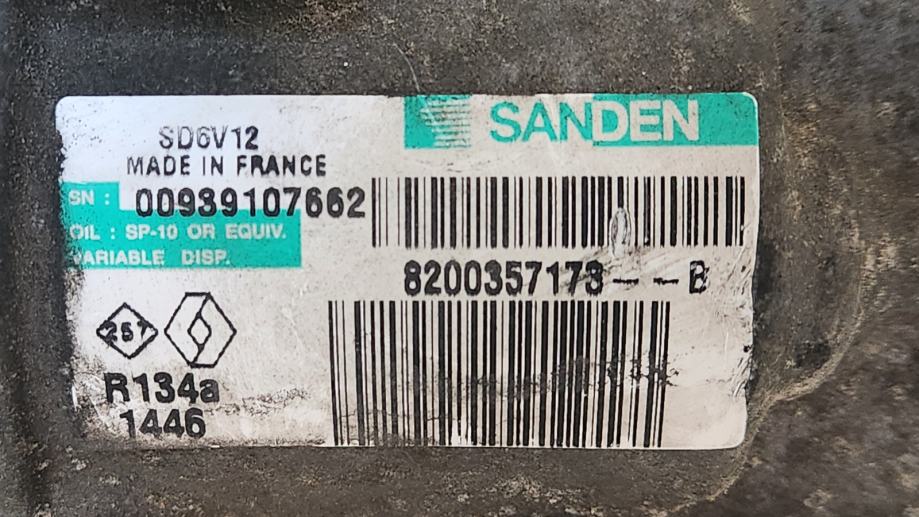 SANDEN
SD6V12
MADE IN FRANCE
SN : 00939107662
OIL : SP-10 OR EQUIV.
VARIABLE DISP.
8200357173--B
257
R134a
1446